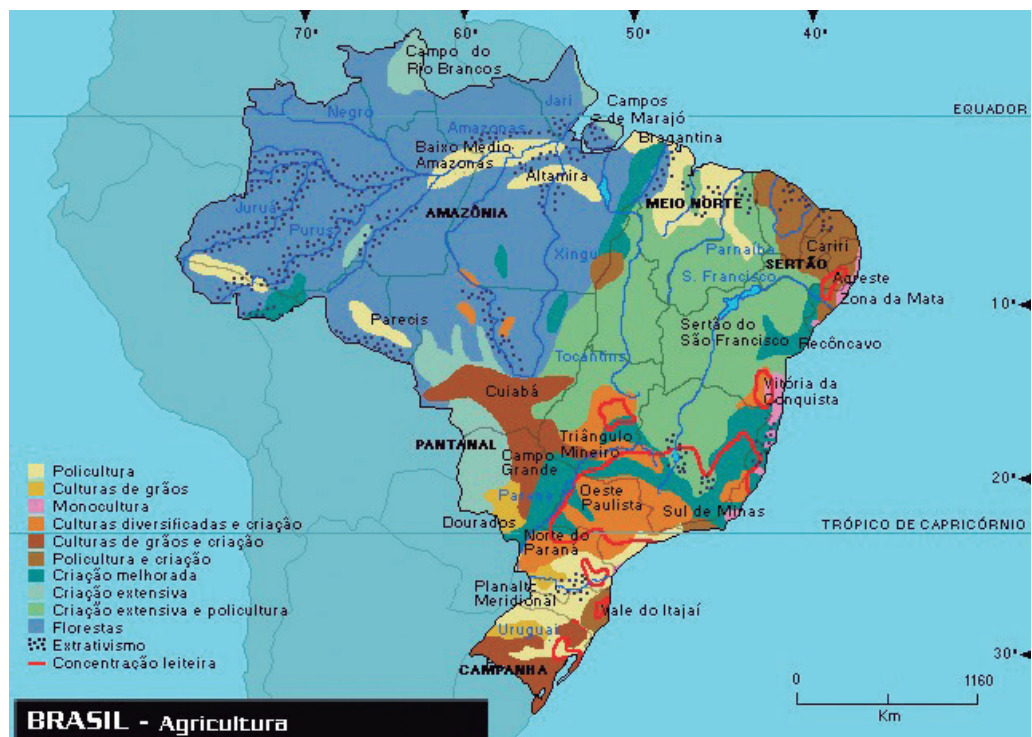 70°
60°
50°
40°
Campo do
Rio Brancos
Negro
Jari
Campos
de Marajó
EQUADOR
Amazonas
Bragantina
Baixo Médio
Amazonas
Altamira
Juruá
AMAZÔNIA
MEIO NORTE
Purus
Xingu
Parnaíba
Cariri
SERTÃO
S. Francisco
Agreste
Zona da Mata
10°
Parecis
Sertão do
São Francisco
Tocantins
Recôncavo
Cuiabá
Vitória da
Conquista
PANTANAL
Triângulo
Mineiro
Campo
Grande
Paraná
Oeste
Paulista
Sul de Minas
20°
Dourados
TRÓPICO DE CAPRICÓRNIO
Norte do
Paraná
Planalt
Meridional
Vale do Itajaí
Uruguai
CAMPANHA
30°
Policultura
Culturas de grãos
Monocultura
Culturas diversificadas e criação
Culturas de grãos e criação
Policultura e criação
Criação melhorada
Criação extensiva
Criação extensiva e policultura
Florestas
Extrativismo
Concentração leiteira
0 1160
Km
BRASIL - Agricultura